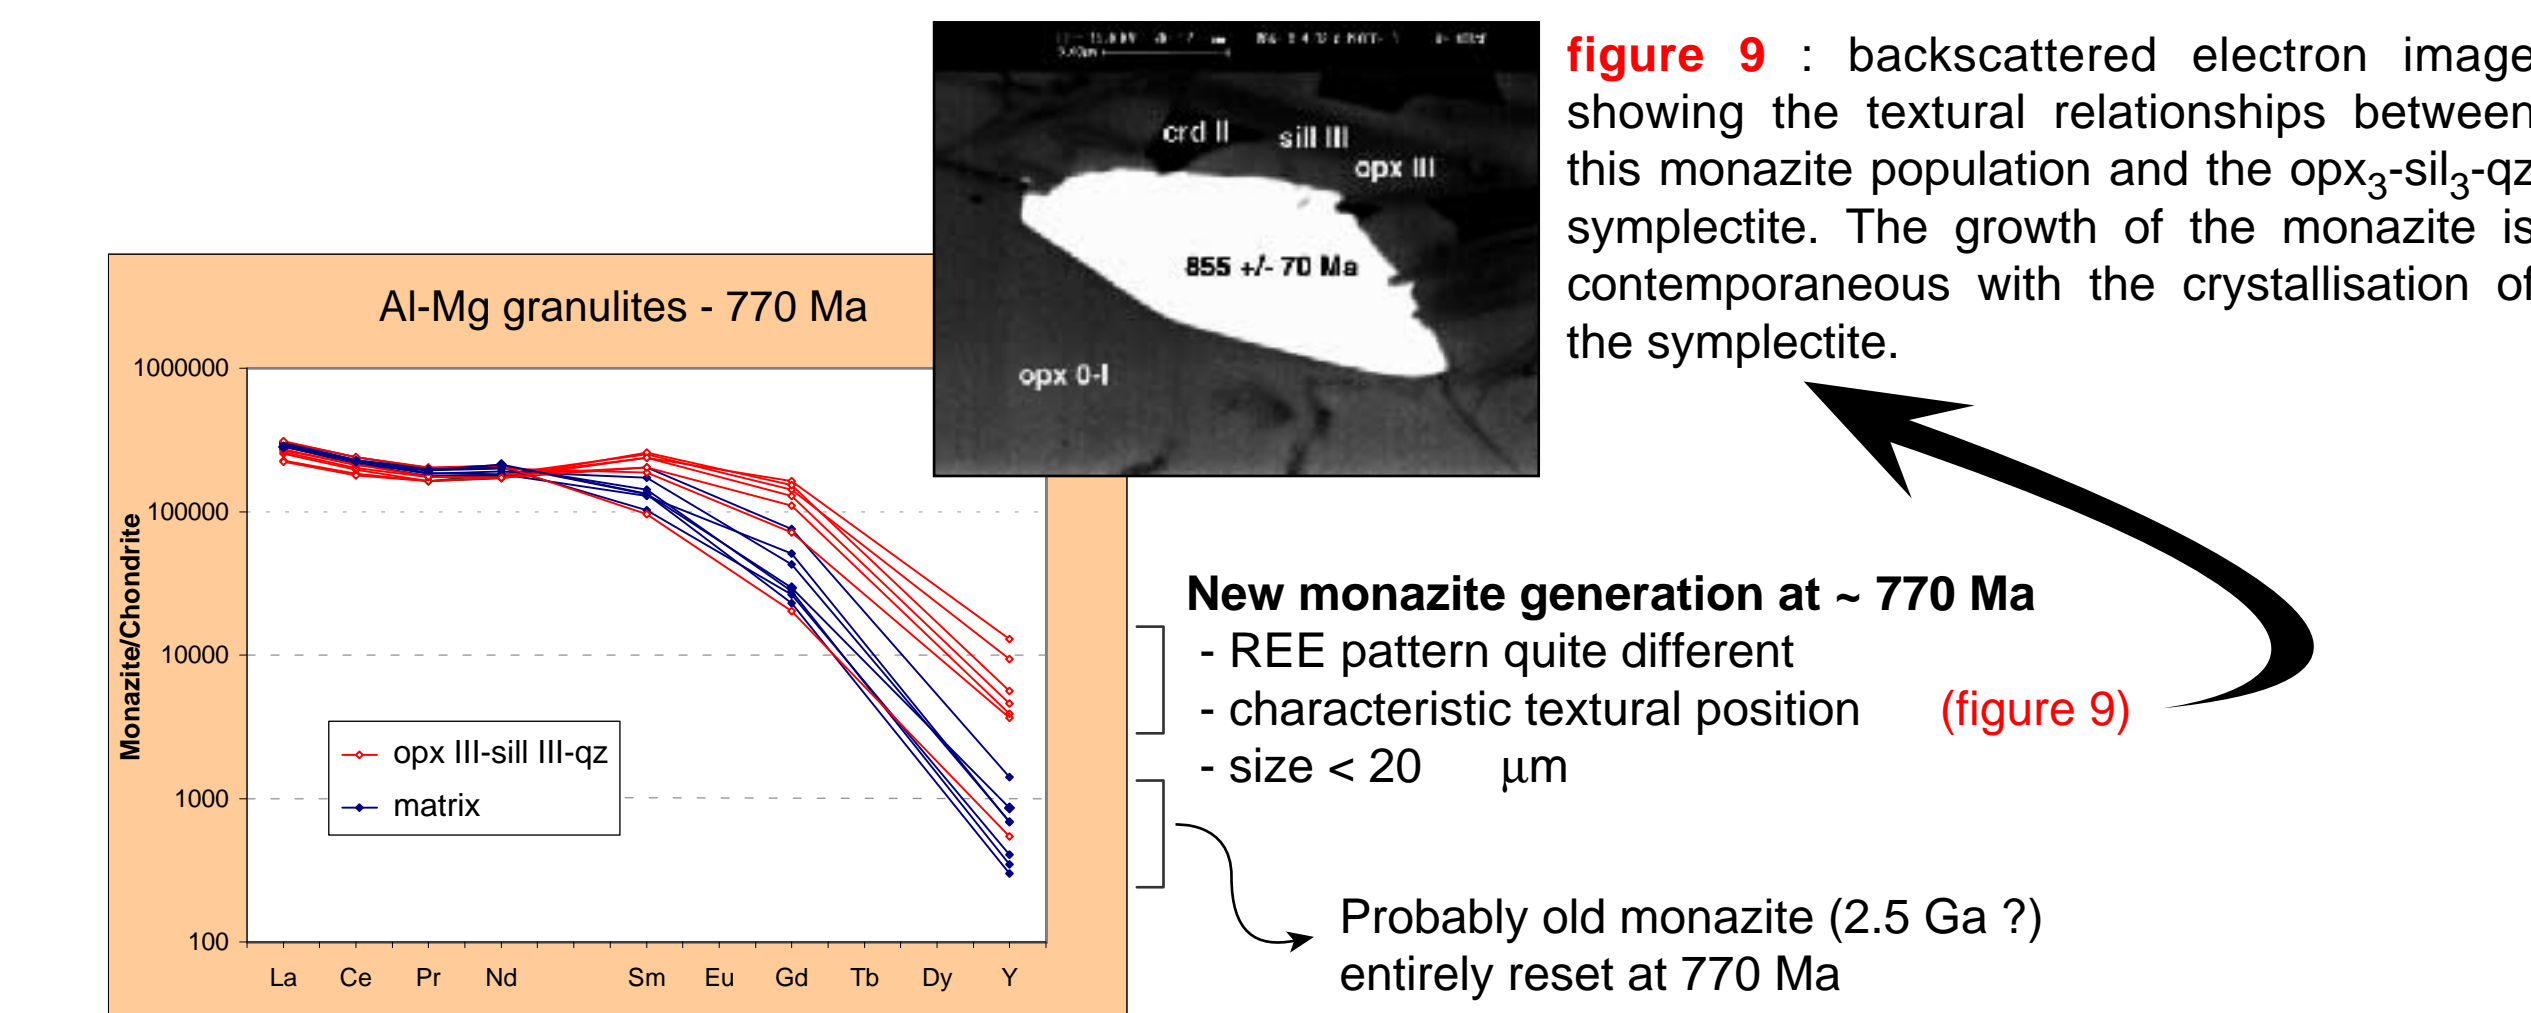 figure 9 : backscattered electron image
showing the textural relationships between
this monazite population and the opx3-sil3-qz
symplectite. The growth of the monazite is
contemporaneous with the crystallisation of
the symplectite.
crd II
sill III
opx III
855 +/- 70 Ma
opx 0-I
Al-Mg granulites - 770 Ma
Monazite/Chondrite
1000000
100000
10000
1000
100
opx III-sill III-qz
matrix
La Ce Pr Nd Sm Eu Gd Tb Dy Y
New monazite generation at ~ 770 Ma
- REE pattern quite different
- characteristic textural position (figure 9)
- size < 20 μm
Probably old monazite (2.5 Ga ?)
entirely reset at 770 Ma